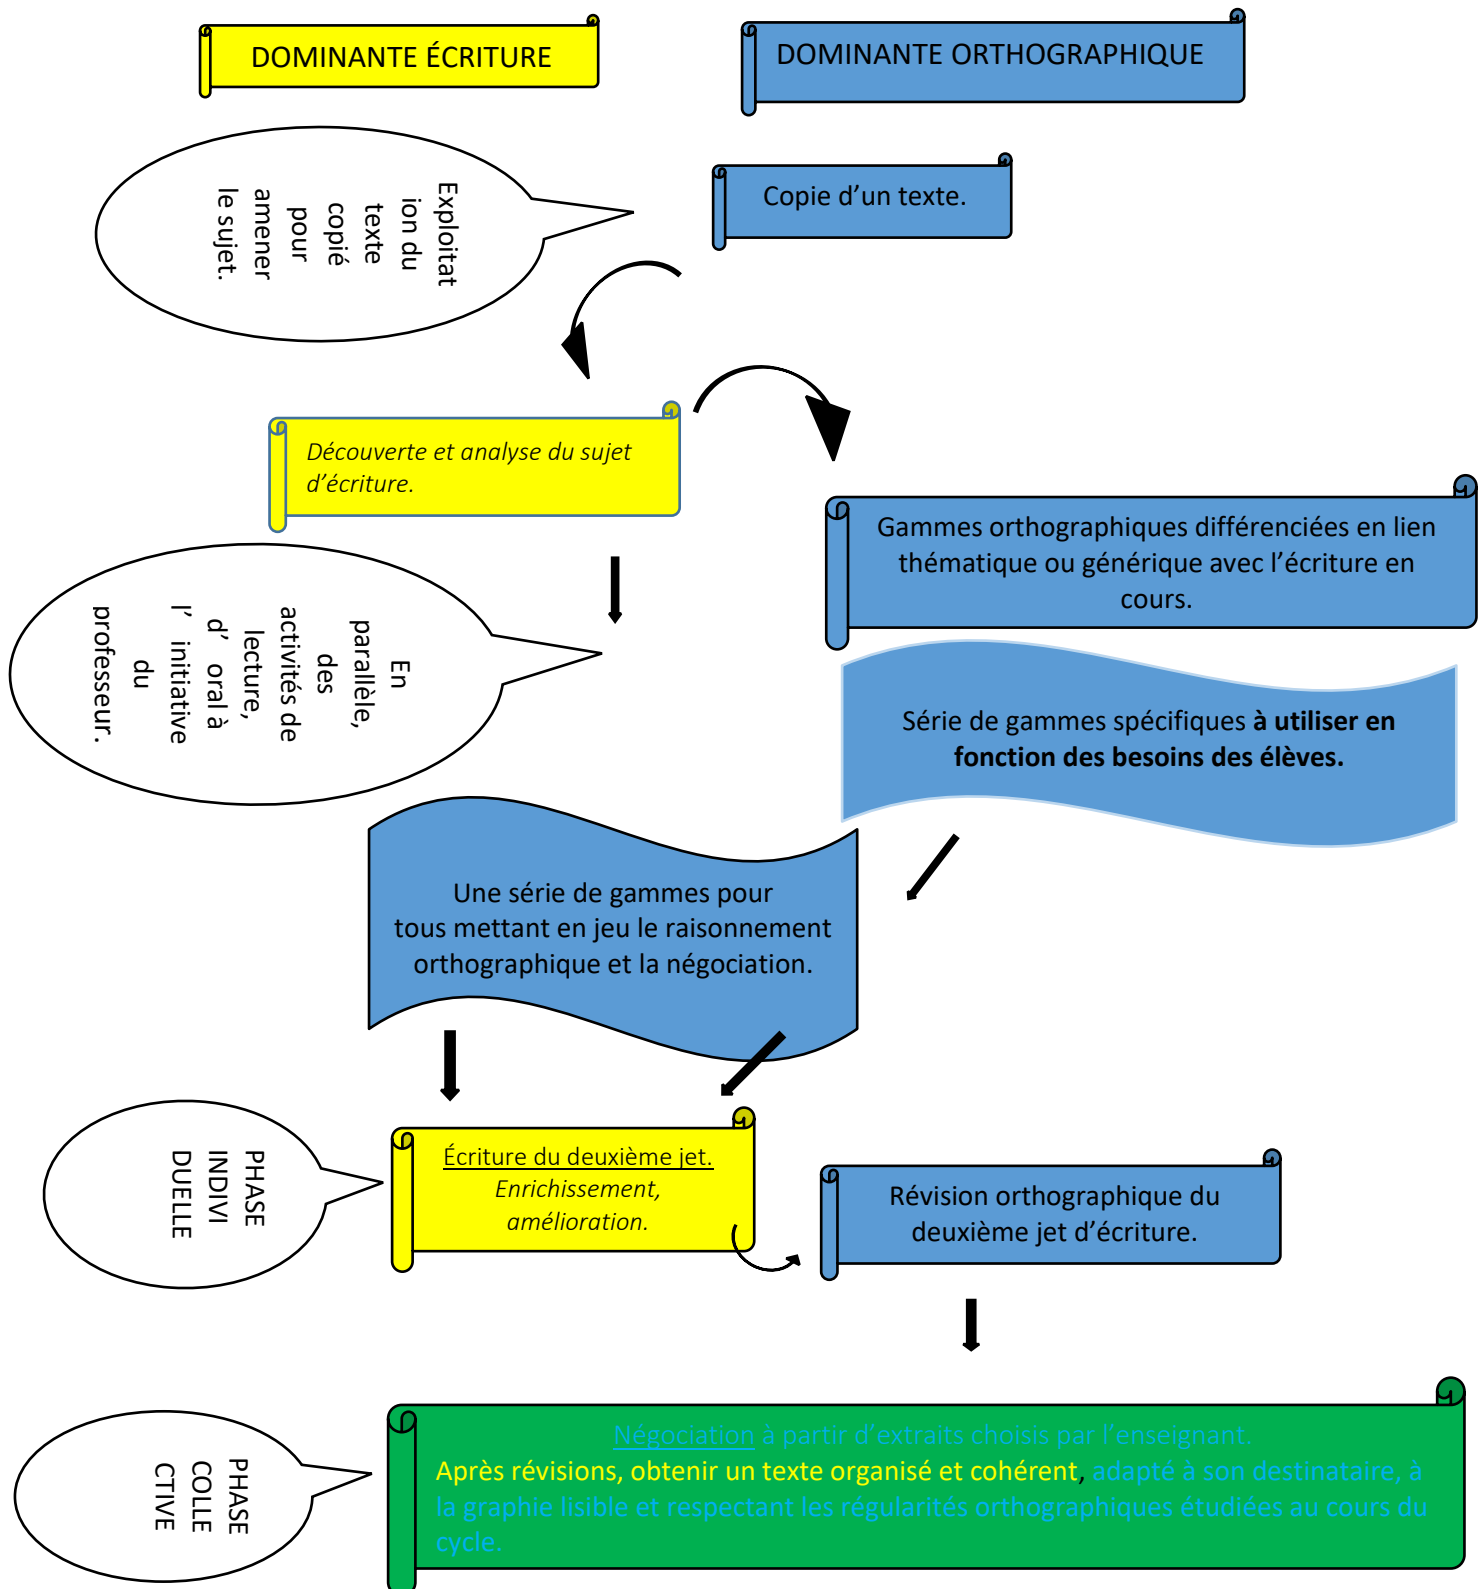 DOMINANTE ÉCRITURE
DOMINANTE ORTHOGRAPHIQUE
Copie d’un texte.
Exploitat
ion du
texte
copié
pour
amener
le sujet.
Découverte et analyse du sujet
d’écriture.
Gammes orthographiques différenciées en lien
thématique ou générique avec l’écriture en
cours.
En
parallèle,
des
activités de
lecture,
d’ oral à
l’ initiative
du
professeur.
Série de gammes spécifiques à utiliser en
fonction des besoins des élèves.
Une série de gammes pour
tous mettant en jeu le raisonnement
orthographique et la négociation.
PHASE
INDIVI
DUELLE
Écriture du deuxième jet.
Enrichissement,
amélioration.
Révision orthographique du
deuxième jet d’écriture.
PHASE
COLLE
CTIVE
Négociation à partir d’extraits choisis par l’enseignant.
Après révisions, obtenir un texte organisé et cohérent, adapté à son destinataire, à
la graphie lisible et respectant les régularités orthographiques étudiées au cours du
cycle.